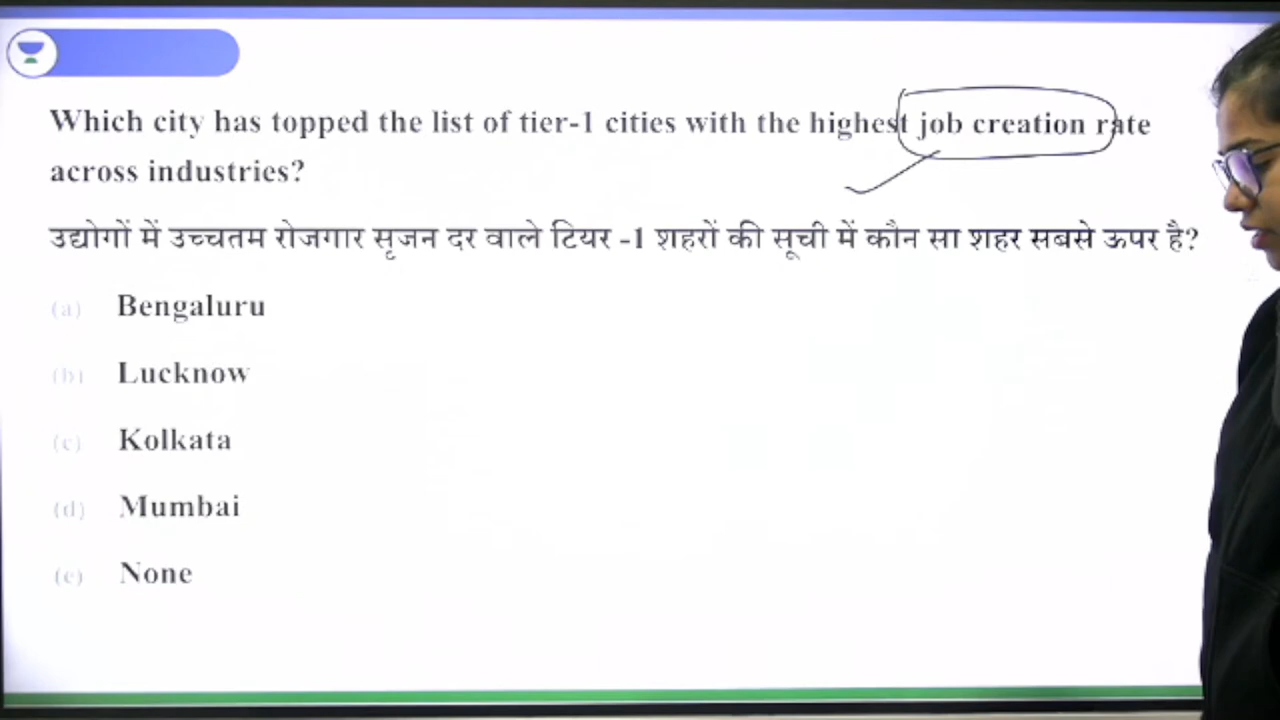 Which city has topped the list of tier-1 cities with the highest job creation rate
across industries?
उद्योगों में उच्चतम रोजगार सृजन दर वाले टियर -1 शहरों की सूची में कौन सा शहर सबसे ऊपर है?
(a) Bengaluru
(b) Lucknow
(c) Kolkata
(d) Mumbai
(e) None